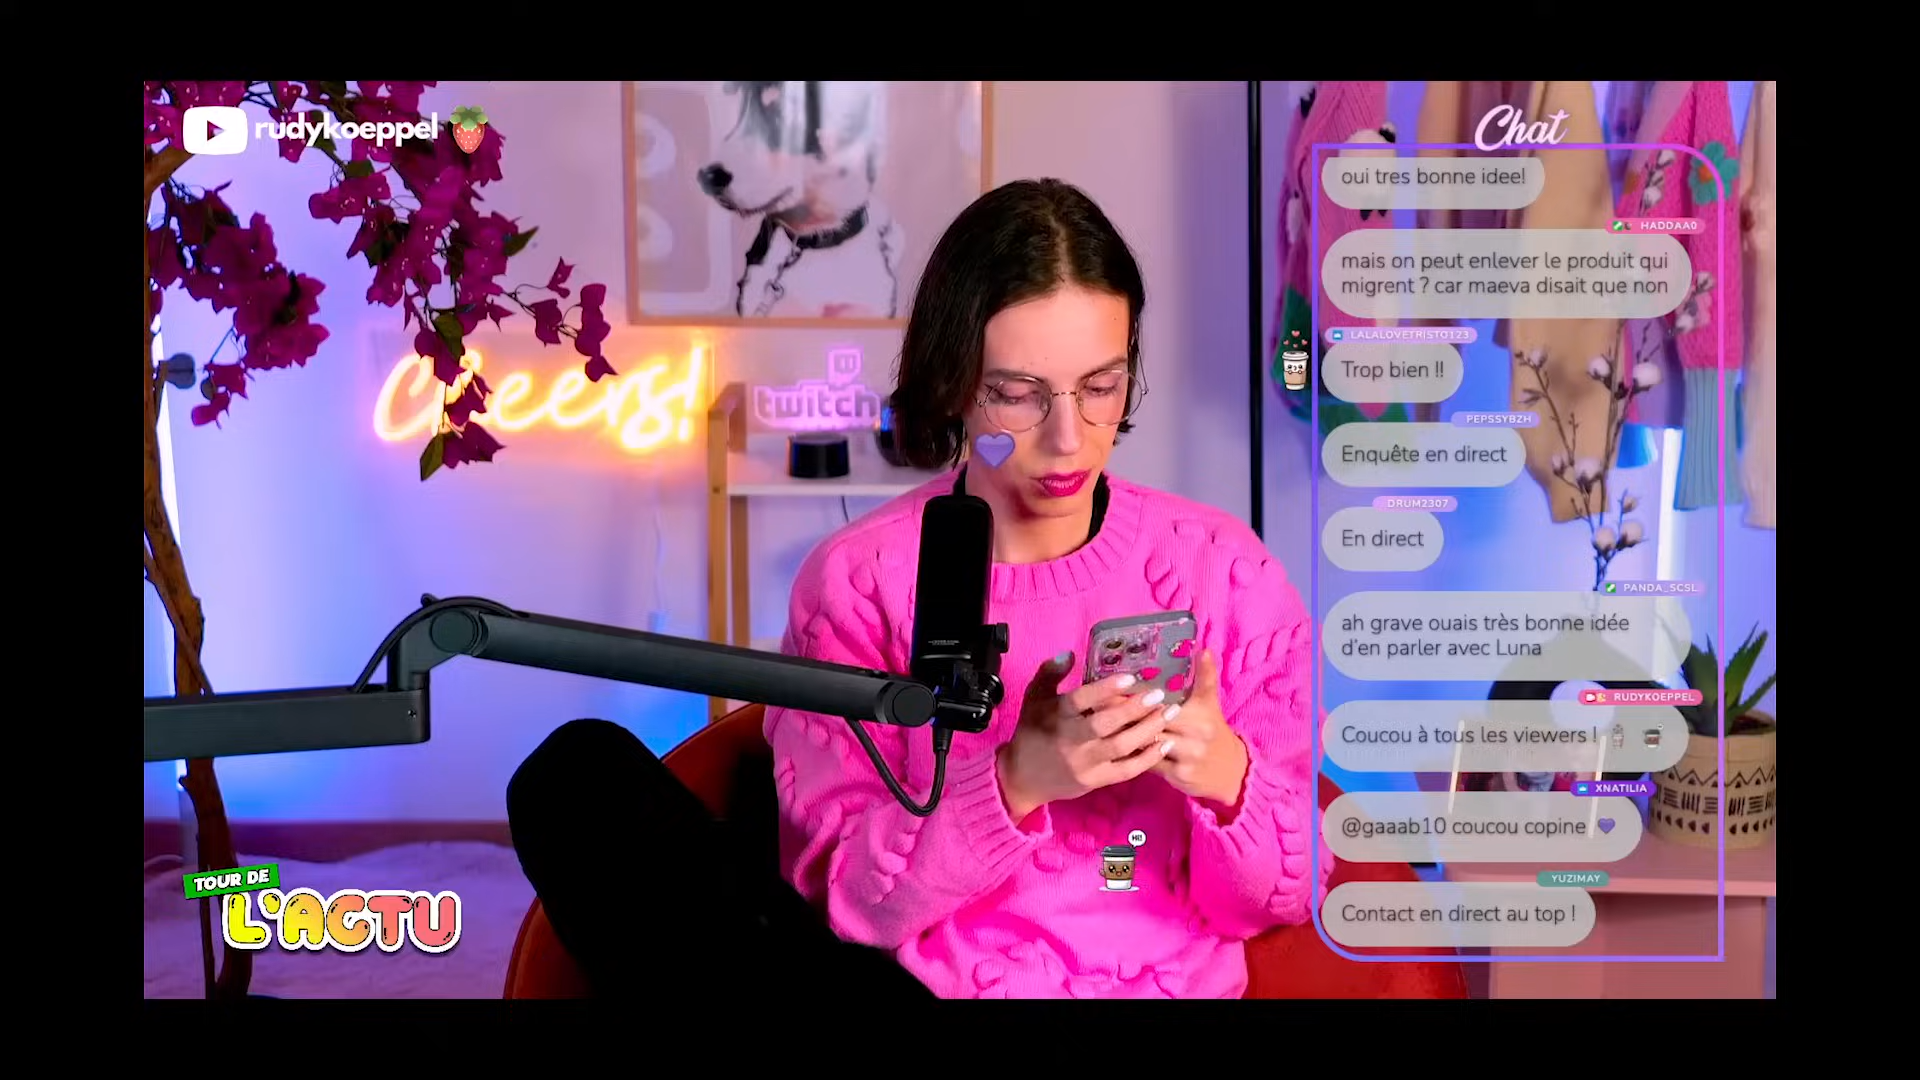 rudykoeppel
Cheers!
twitch
Chat
oui tres bonne idee!
HADDAA0
mais on peut enlever le produit qui
migrent ? car maeva disait que non
LALALOVETRISTO123
Trop bien !!
PEPSSYBZH
Enquête en direct
DRUM2307
En direct
PANDA_SCSL
ah grave ouais très bonne idée
d'en parler avec Luna
RUDYKOEPPEL
Coucou à tous les viewers !
XNATILIA
@gaaab10 coucou copine
YUZIMAY
Contact en direct au top !
HI!
TOUR DE
L'ACTU